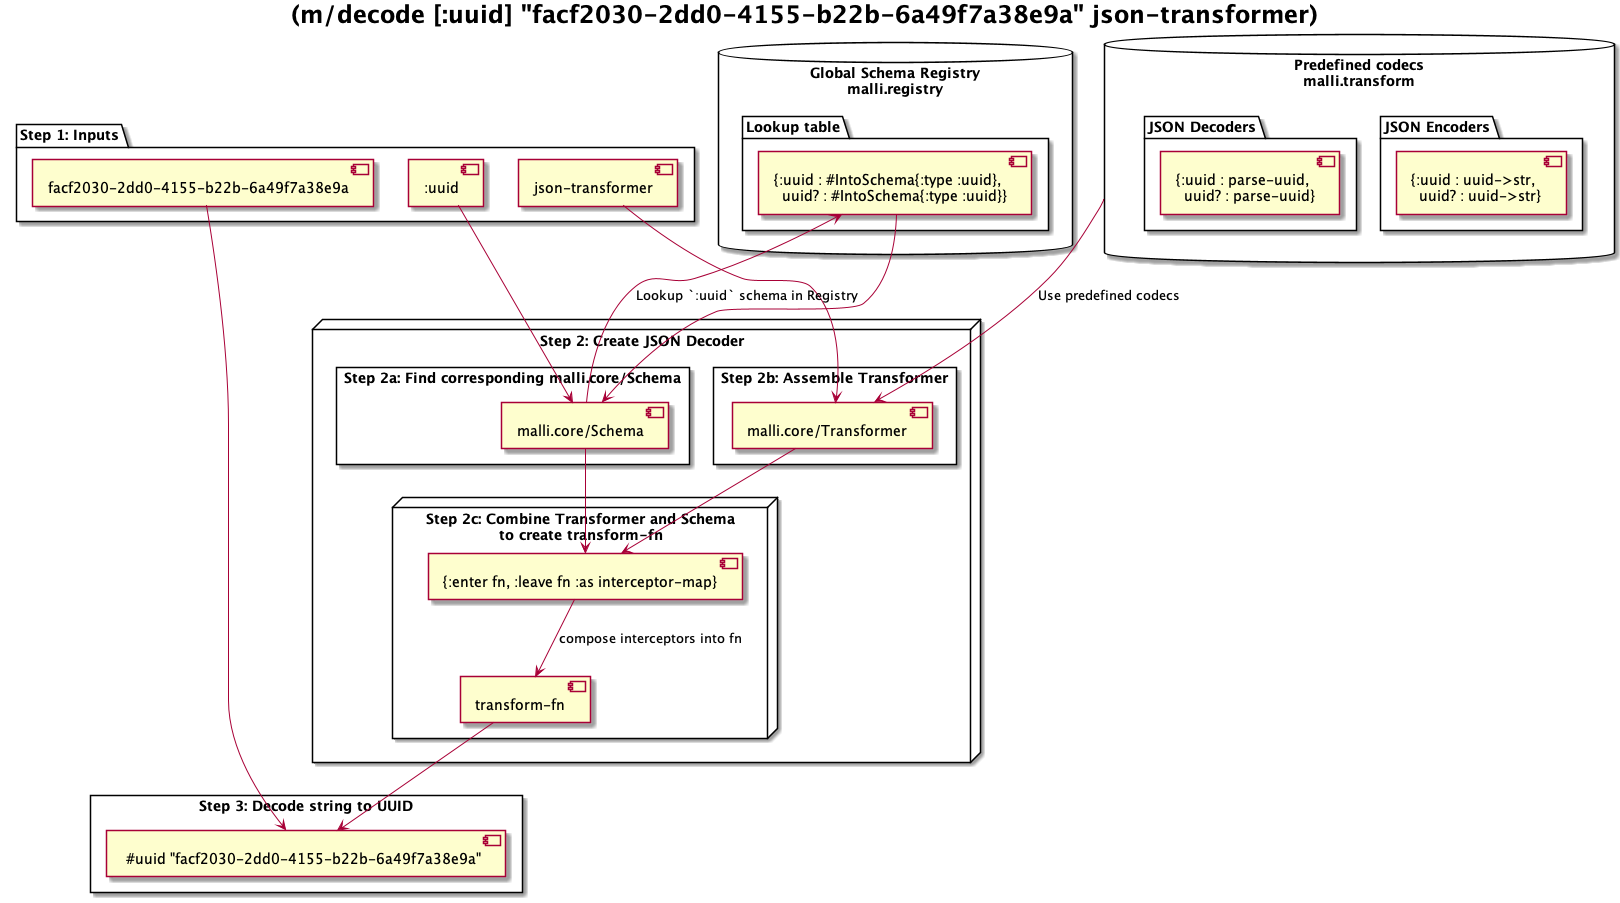 (m/decode [:uuid] "facf2030-2dd0-4155-b22b-6a49f7a38e9a" json-transformer)
Global Schema Registry
malli.registry
Predefined codecs
malli.transform
Step 1: Inputs
facf2030-2dd0-4155-b22b-6a49f7a38e9a
:uuid
json-transformer
Lookup table
{:uuid : #IntoSchema{:type :uuid},
uuid? : #IntoSchema{:type :uuid}}
JSON Decoders
{:uuid : parse-uuid,
uuid? : parse-uuid}
JSON Encoders
{:uuid : uuid->str,
uuid? : uuid->str}
Lookup `:uuid` schema in Registry
Use predefined codecs
Step 2: Create JSON Decoder
Step 2a: Find corresponding malli.core/Schema
malli.core/Schema
Step 2b: Assemble Transformer
malli.core/Transformer
Step 2c: Combine Transformer and Schema
to create transform-fn
{:enter fn, :leave fn :as interceptor-map}
compose interceptors into fn
transform-fn
Step 3: Decode string to UUID
#uuid "facf2030-2dd0-4155-b22b-6a49f7a38e9a"